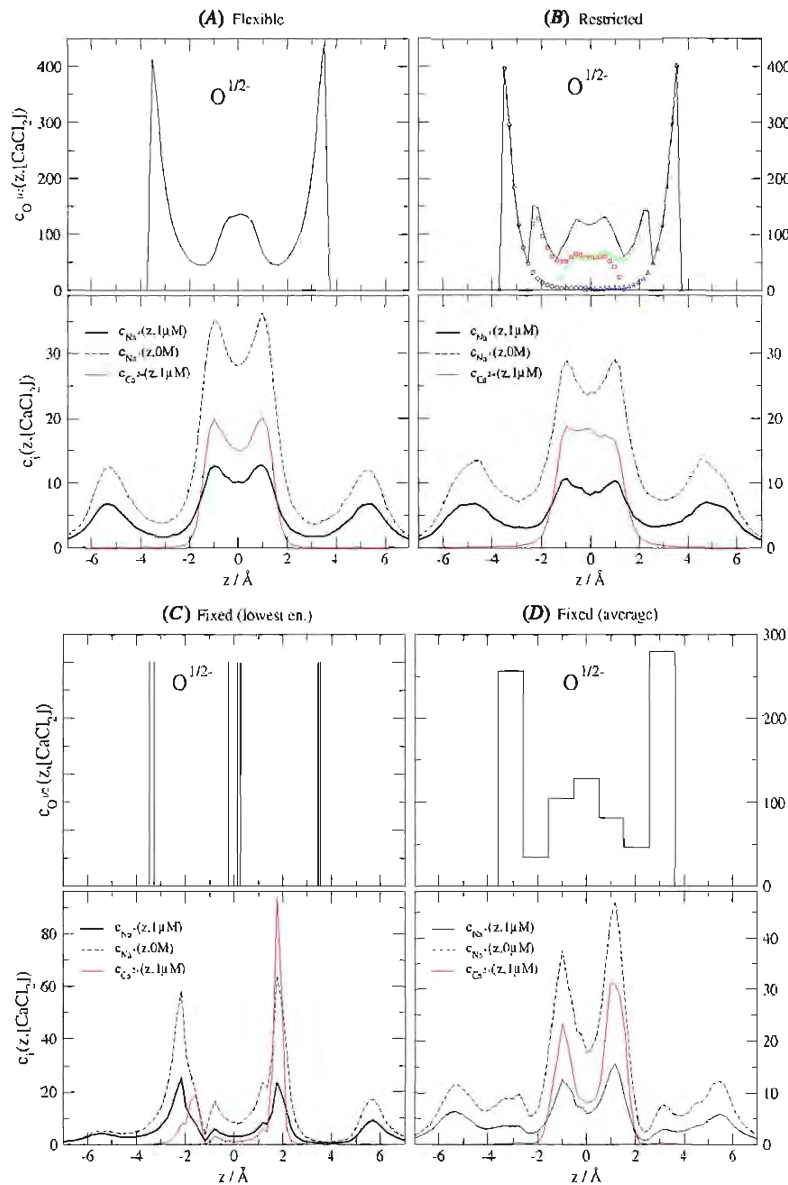 (A) Flexible
(B) Restricted
O1/2-
O1/2-
cO1/2-(z,[CaCl2])
400
300
200
100
0
400
300
200
100
0
cNa+(z,1µM)
cNa+(z,0M)
cCa2+(z,1µM)
cNa+(z,1µM)
cNa+(z,0M)
cCa2+(z,1µM)
ci(z,[CaCl2])
30
20
10
0
30
20
10
0
-6 -4 -2 0 2 4 6
-6 -4 -2 0 2 4 6
z / Å
z / Å
(C) Fixed (lowest en.)
(D) Fixed (average)
O1/2-
O1/2-
cO1/2-(z,[CaCl2])
300
200
100
0
cNa+(z,1µM)
cNa+(z,0M)
cCa2+(z,1µM)
cNa+(z,1µM)
cNa+(z,0µM)
cCa2+(z,1µM)
ci(z,[CaCl2])
80
60
40
20
0
40
30
20
10
0
-6 -4 -2 0 2 4 6
-6 -4 -2 0 2 4 6
z / Å
z / Å